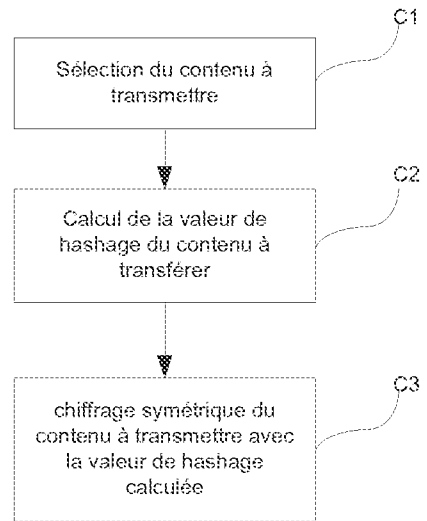 C1
Sélection du contenu à
transmettre
C2
Calcul de la valeur de
hashage du contenu à
transférer
C3
chiffrage symétrique du
contenu à transmettre avec
la valeur de hashage
calculée